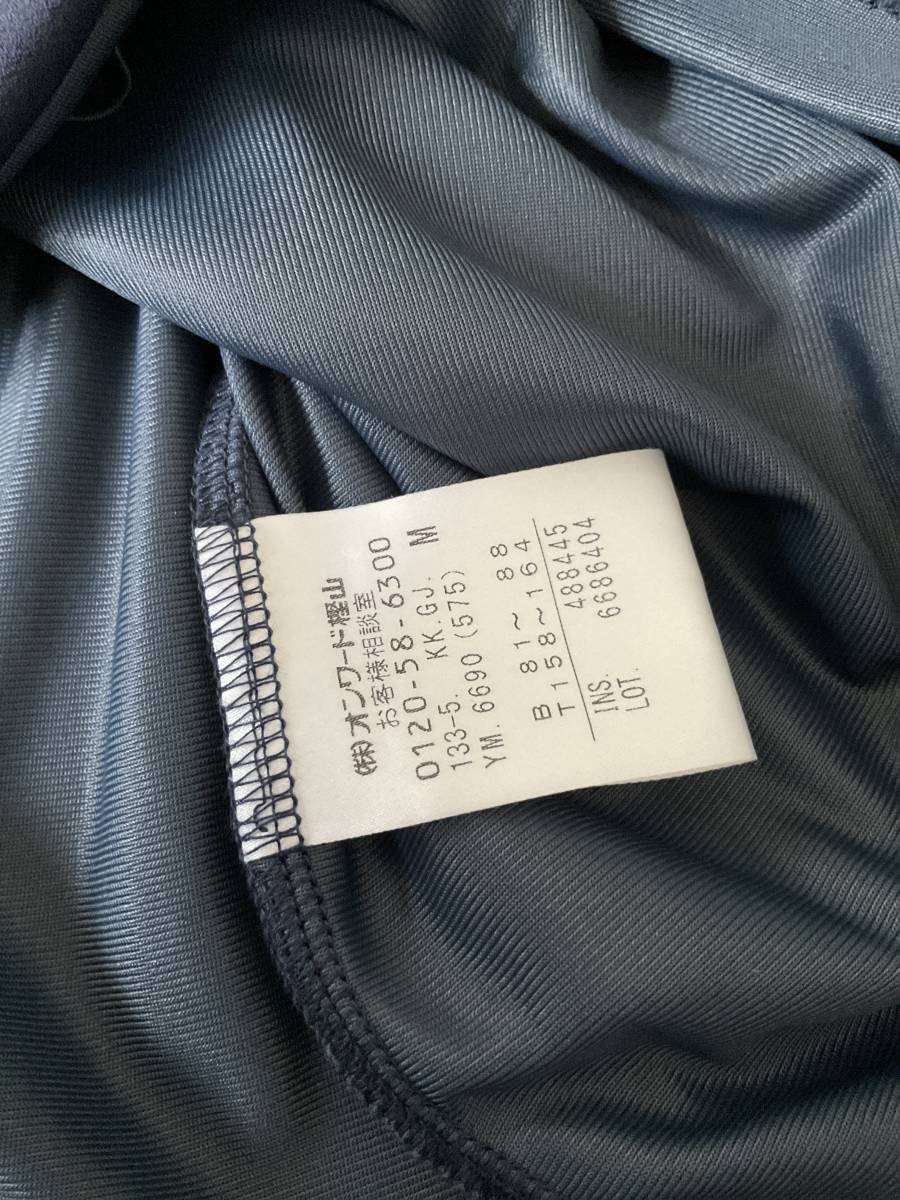 (株)オンワード樫山
お客様相談室
0120-58-6300
133-5. KK.GJ. M
YM.6690 (575)
B 81~ 88
T158~164
INS. 488445
LOT. 6686404